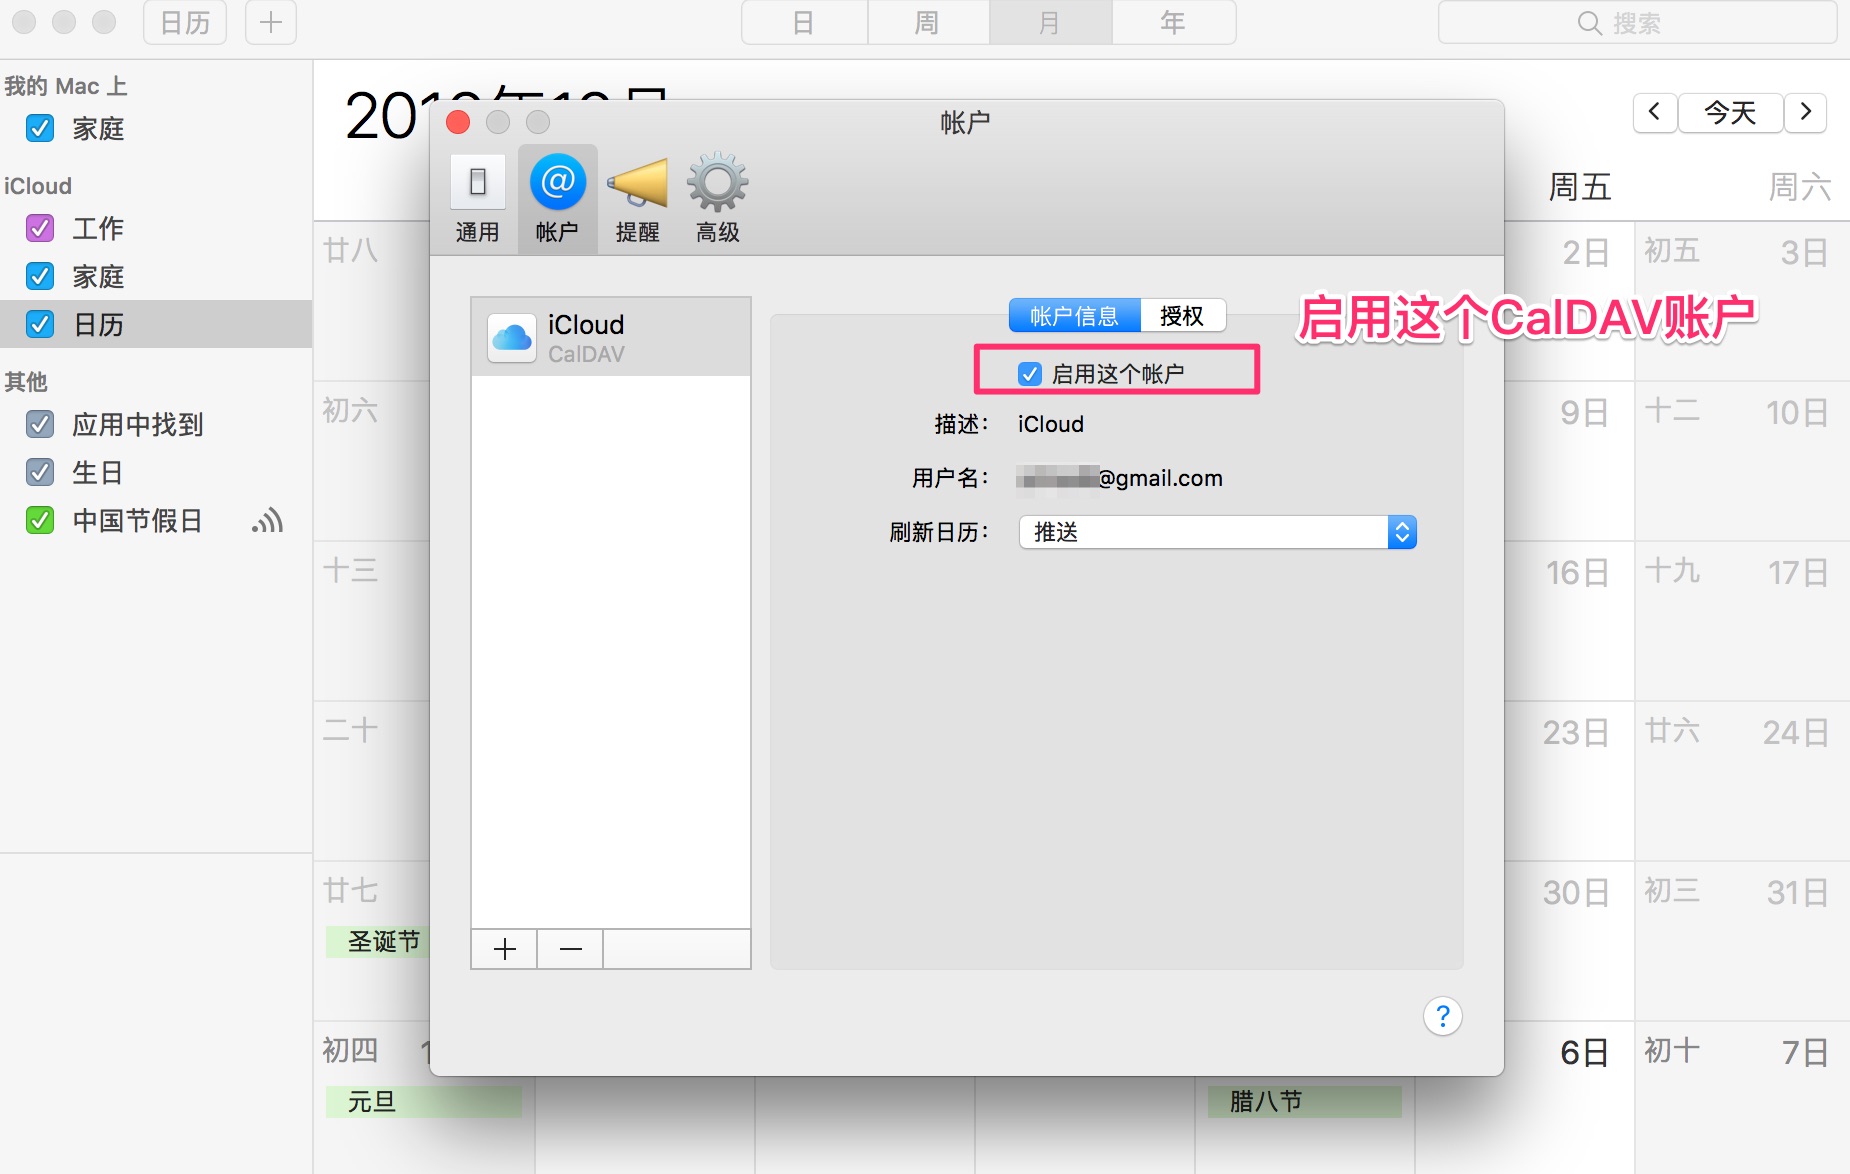 日历
日
周
月
年
搜索
我的 Mac 上
家庭
iCloud
工作
家庭
日历
其他
应用中找到
生日
中国节假日
今天
周五
周六
帐户
通用
帐户
提醒
高级
iCloud
CalDAV
帐户信息
授权
启用这个CalDAV账户
启用这个帐户
描述: iCloud
用户名: @gmail.com
刷新日历: 推送
?
廿八
2日
初五
3日
初六
9日
十二
10日
十三
16日
十九
17日
二十
23日
廿六
24日
廿七
30日
初三
31日
圣诞节
初四
6日
初十
7日
元旦
腊八节